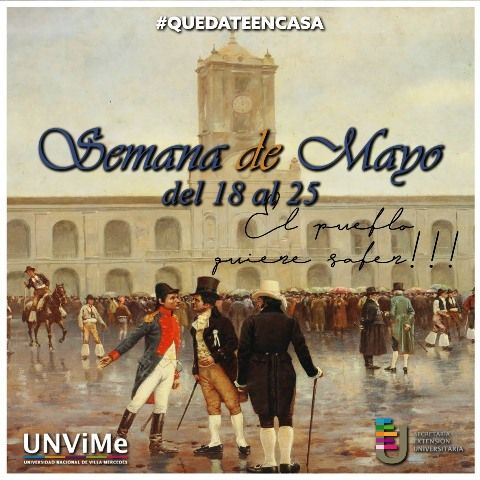 #QUEDATEENCASA
Semana de Mayo
del 18 al 25
El pueblo
quiere saber!!!
UNViMe
UNIVERSIDAD NACIONAL DE VILLA MERCEDES
SECRETARÍA
EXTENSIÓN
UNIVERSITARIA